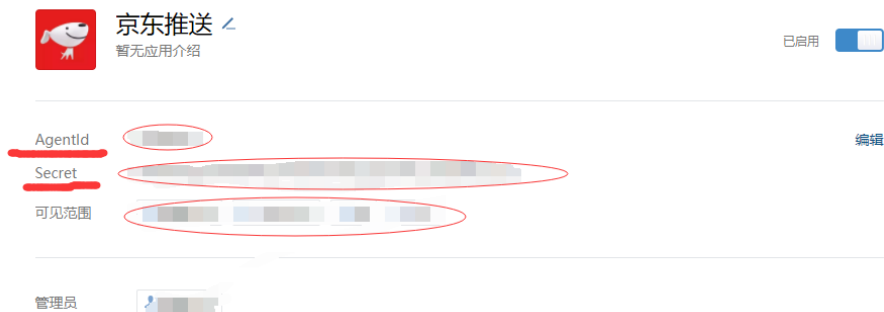 京东推送
暂无应用介绍
已启用
AgentId
编辑
Secret
可见范围
管理员